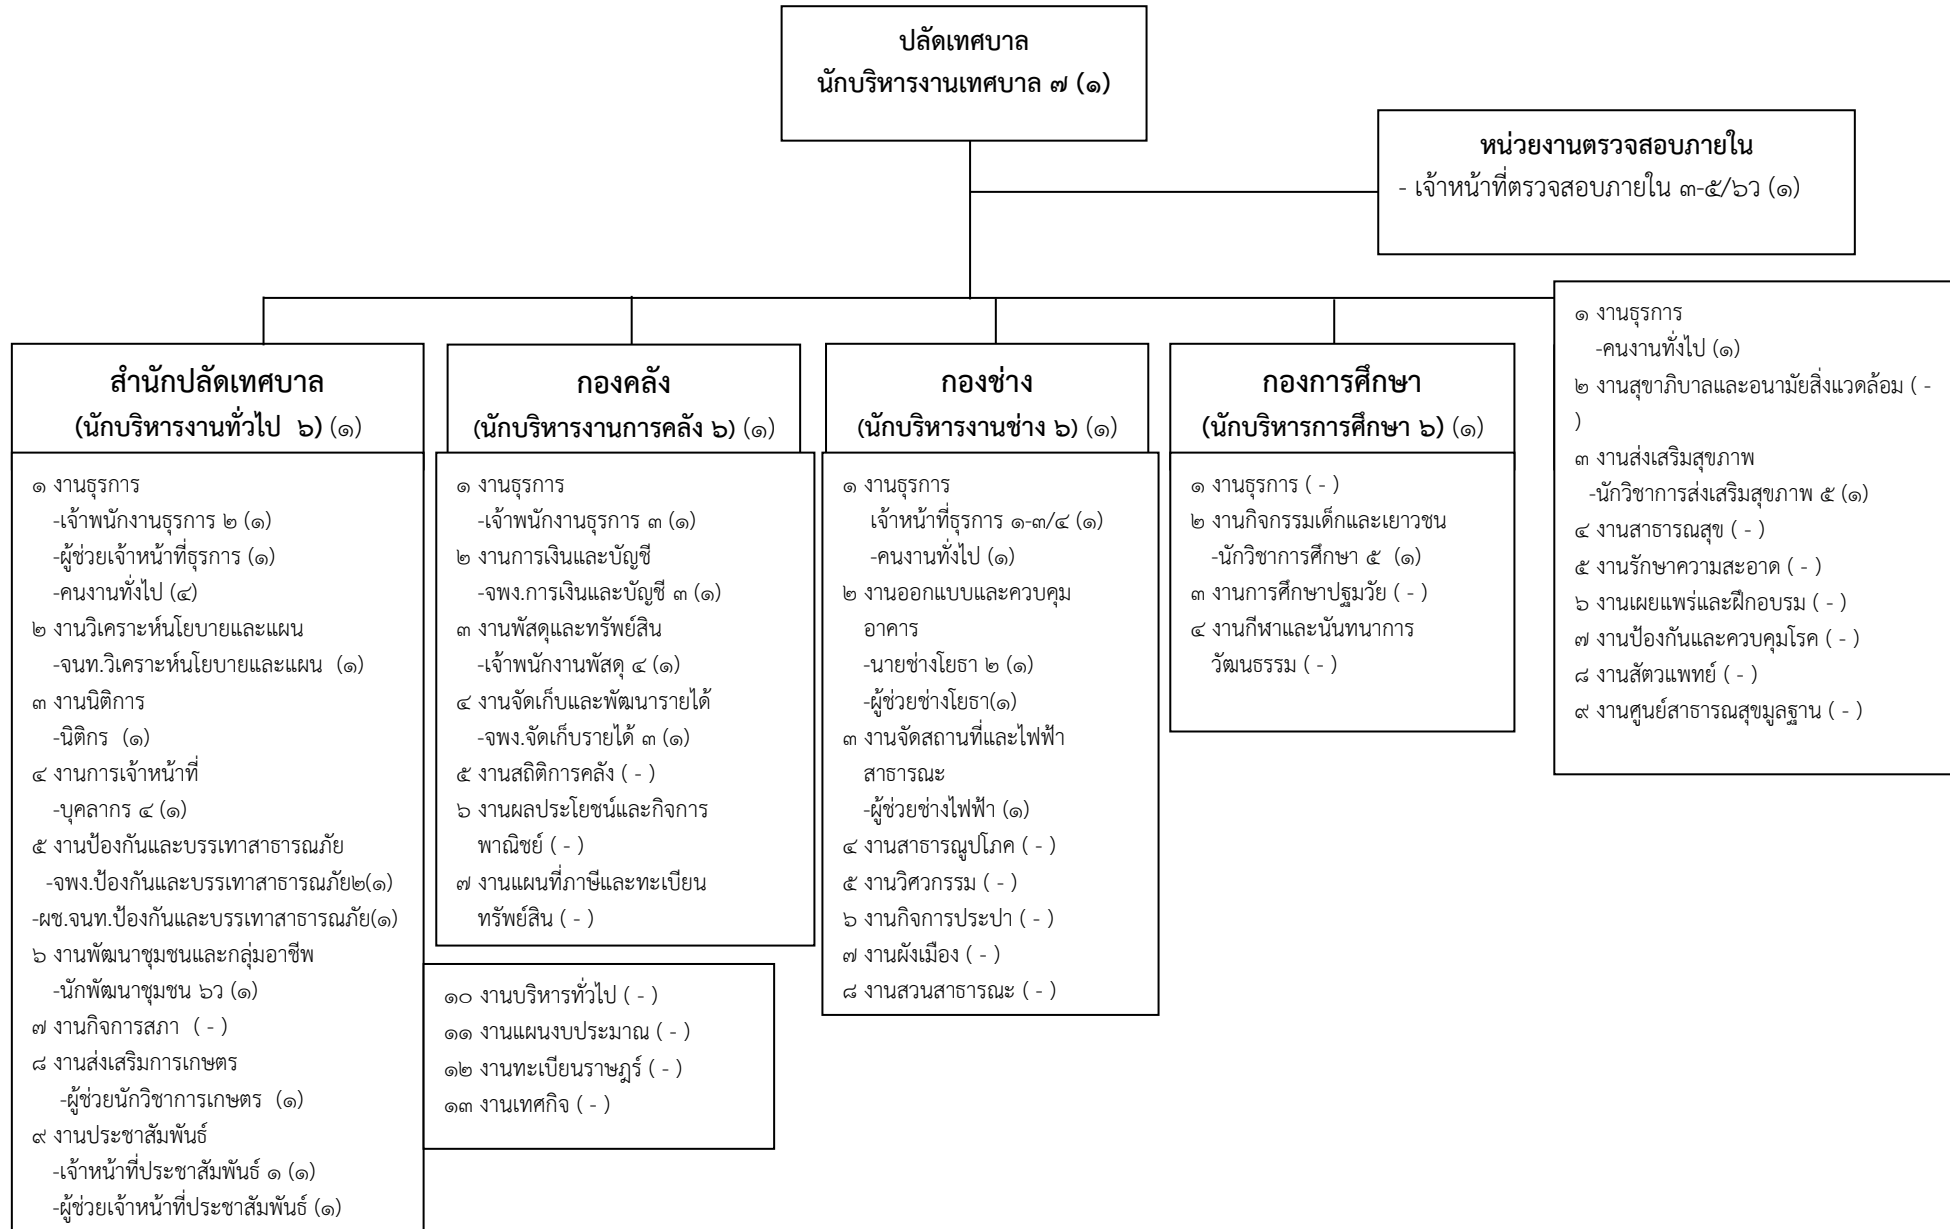 ปลัดเทศบาล
นักบริหารงานเทศบาล ๗ (๑)
หน่วยงานตรวจสอบภายใน
- เจ้าหน้าที่ตรวจสอบภายใน ๓-๕/๖ว (๑)
สำนักปลัดเทศบาล
(นักบริหารงานทั่วไป ๖) (๑)
๑ งานธุรการ
-เจ้าพนักงานธุรการ ๒ (๑)
-ผู้ช่วยเจ้าหน้าที่ธุรการ (๑)
-คนงานทั่งไป (๔)
๒ งานวิเคราะห์นโยบายและแผน
-จนท.วิเคราะห์นโยบายและแผน (๑)
๓ งานนิติการ
-นิติกร (๑)
๔ งานการเจ้าหน้าที่
-บุคลากร ๔ (๑)
๕ งานป้องกันและบรรเทาสาธารณภัย
-จพง.ป้องกันและบรรเทาสาธารณภัย๒(๑)
-ผช.จนท.ป้องกันและบรรเทาสาธารณภัย(๑)
๖ งานพัฒนาชุมชนและกลุ่มอาชีพ
-นักพัฒนาชุมชน ๖ว (๑)
๗ งานกิจการสภา ( - )
๘ งานส่งเสริมการเกษตร
-ผู้ช่วยนักวิชาการเกษตร (๑)
๙ งานประชาสัมพันธ์
-เจ้าหน้าที่ประชาสัมพันธ์ ๑ (๑)
-ผู้ช่วยเจ้าหน้าที่ประชาสัมพันธ์ (๑)
๑๐ งานบริหารทั่วไป ( - )
๑๑ งานแผนงบประมาณ ( - )
๑๒ งานทะเบียนราษฎร์ ( - )
๑๓ งานเทศกิจ ( - )
กองคลัง
(นักบริหารงานการคลัง ๖) (๑)
๑ งานธุรการ
-เจ้าพนักงานธุรการ ๓ (๑)
๒ งานการเงินและบัญชี
-จพง.การเงินและบัญชี ๓ (๑)
๓ งานพัสดุและทรัพย์สิน
-เจ้าพนักงานพัสดุ ๔ (๑)
๔ งานจัดเก็บและพัฒนารายได้
-จพง.จัดเก็บรายได้ ๓ (๑)
๕ งานสถิติการคลัง ( - )
๖ งานผลประโยชน์และกิจการ
พาณิชย์ ( - )
๗ งานแผนที่ภาษีและทะเบียน
ทรัพย์สิน ( - )
กองช่าง
(นักบริหารงานช่าง ๖) (๑)
๑ งานธุรการ
เจ้าหน้าที่ธุรการ ๑-๓/๔ (๑)
-คนงานทั่งไป (๑)
๒ งานออกแบบและควบคุม
อาคาร
-นายช่างโยธา ๒ (๑)
-ผู้ช่วยช่างโยธา(๑)
๓ งานจัดสถานที่และไฟฟ้า
สาธารณะ
-ผู้ช่วยช่างไฟฟ้า (๑)
๔ งานสาธารณูปโภค ( - )
๕ งานวิศวกรรม ( - )
๖ งานกิจการประปา ( - )
๗ งานผังเมือง ( - )
๘ งานสวนสาธารณะ ( - )
กองการศึกษา
(นักบริหารการศึกษา ๖) (๑)
๑ งานธุรการ ( - )
๒ งานกิจกรรมเด็กและเยาวชน
-นักวิชาการศึกษา ๕ (๑)
๓ งานการศึกษาปฐมวัย ( - )
๔ งานกีฬาและนันทนาการ
วัฒนธรรม ( - )
๑ งานธุรการ
-คนงานทั่งไป (๑)
๒ งานสุขาภิบาลและอนามัยสิ่งแวดล้อม ( -
)
๓ งานส่งเสริมสุขภาพ
-นักวิชาการส่งเสริมสุขภาพ ๕ (๑)
๔ งานสาธารณสุข ( - )
๕ งานรักษาความสะอาด ( - )
๖ งานเผยแพร่และฝึกอบรม ( - )
๗ งานป้องกันและควบคุมโรค ( - )
๘ งานสัตวแพทย์ ( - )
๙ งานศูนย์สาธารณสุขมูลฐาน ( - )